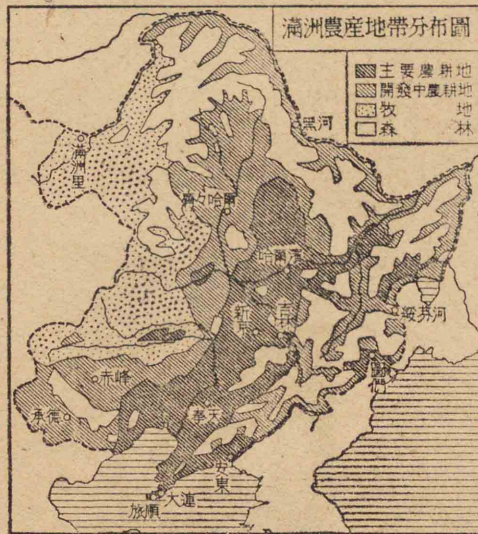 滿洲農産地帶分布圖
主要農耕地
開發中農耕地
牧地
森林
黑河
滿洲里
齊々哈爾
哈爾濱
綏芬河
新京
吉林
圖們
赤峰
承德
奉天
安東
大連
旅順